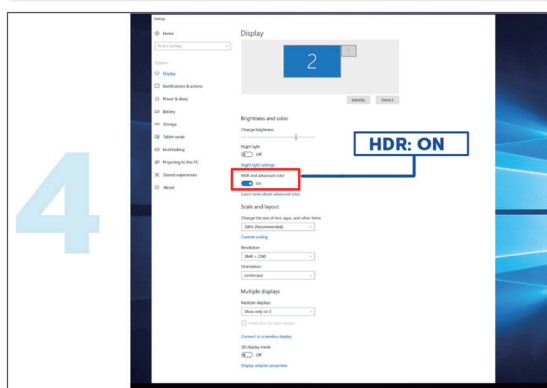 4
Settings
Home
Find a setting
System
Display
Notifications & actions
Power & sleep
Battery
Storage
Tablet mode
Multitasking
Projecting to this PC
Shared experiences
About
Display
2
Identify
Detect
Brightness and color
Change brightness
Night light
Off
Night light settings
HDR and advanced color
On
Learn more about advanced color
HDR: ON
Scale and layout
Change the size of text, apps, and other items
100% (Recommended)
Custom scaling
Resolution
3840 × 2160
Orientation
Landscape
Multiple displays
Multiple displays
Show only on 2
Make this my main display
Connect to a wireless display
3D display mode
Off
Display adapter properties